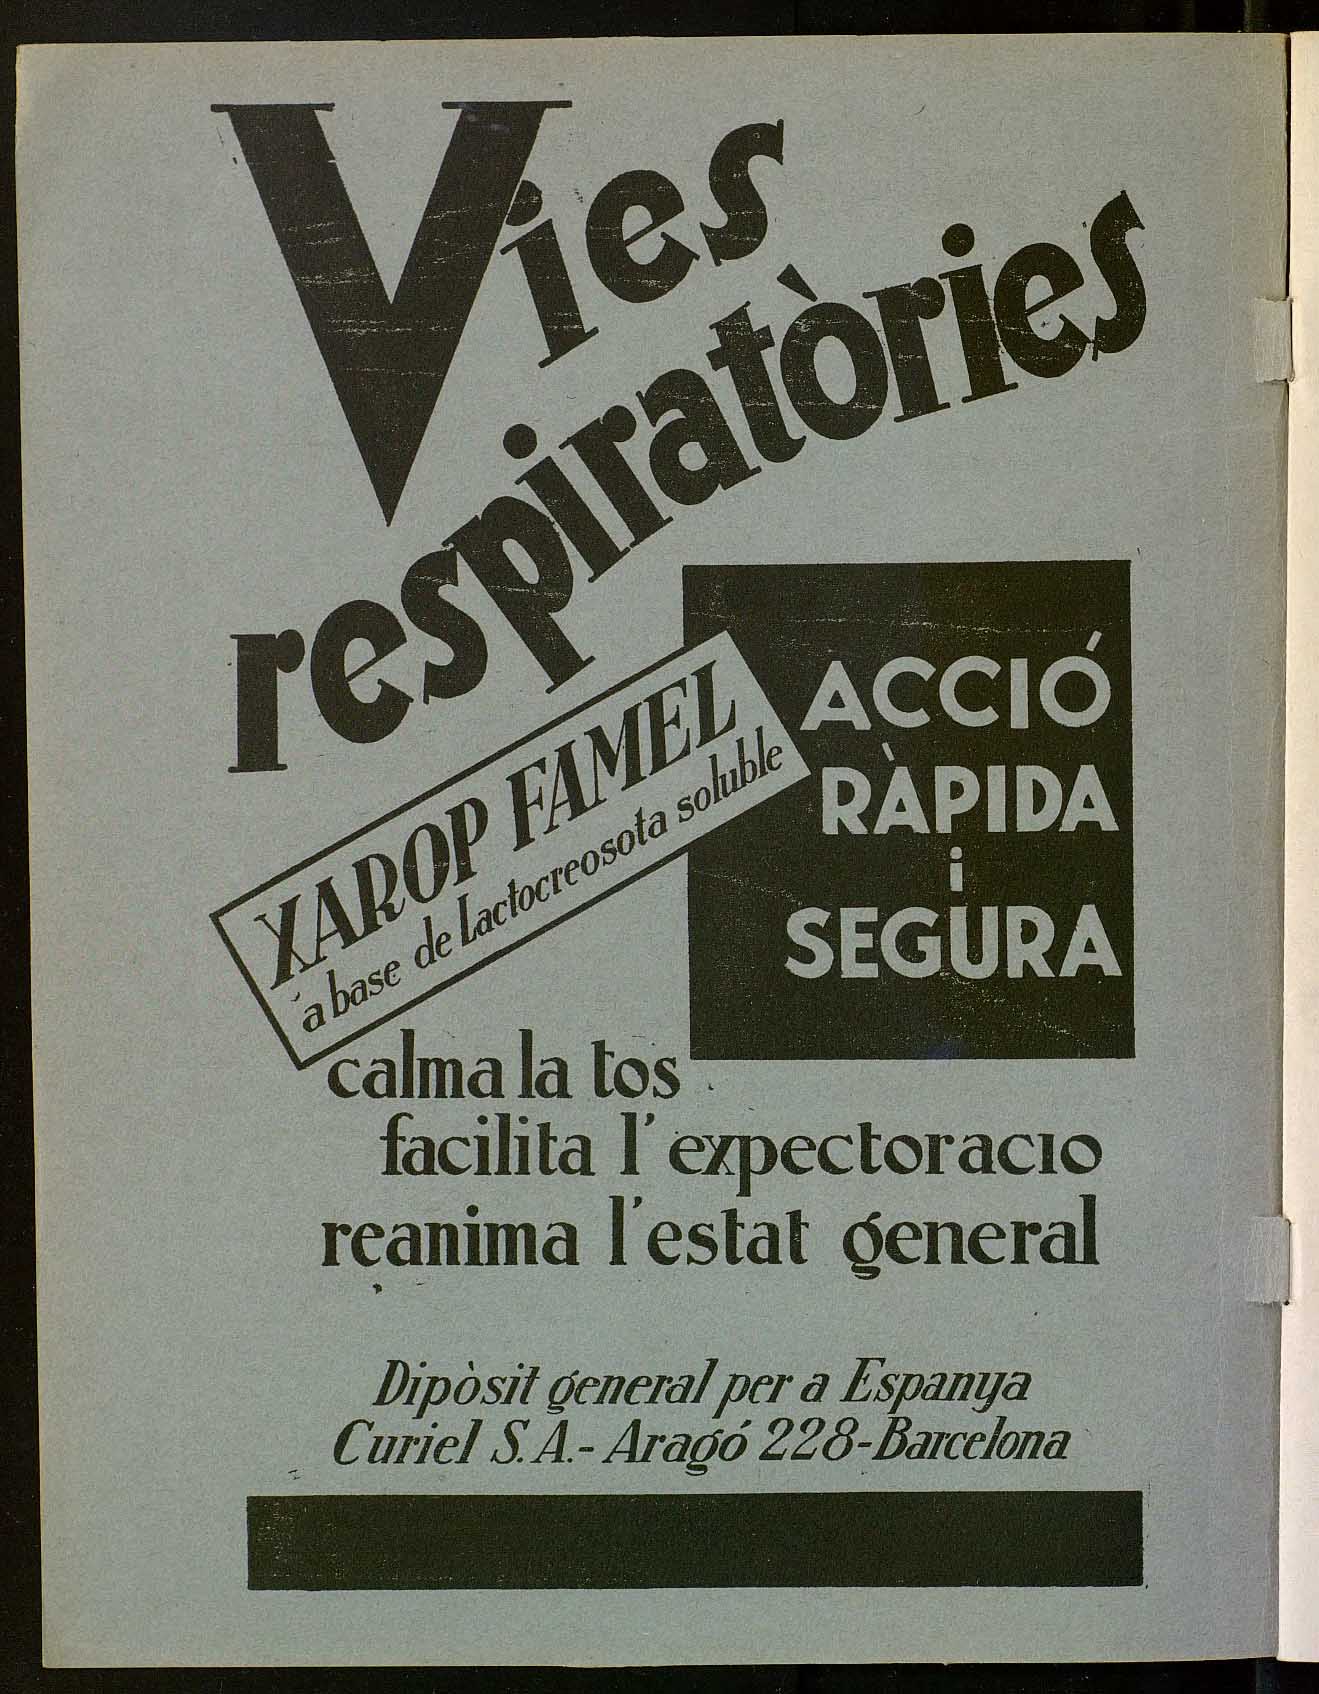 Vies
respiratòries
XAROP FAMEL
a base de Lactocreosota soluble
ACCIÓ
RÀPIDA
i
SEGURA
calma la tos
facilita l'expectoracio
reanima l'estat general
Dipòsit general per a Espanya
Curiel S.A.-Aragó 228-Barcelona